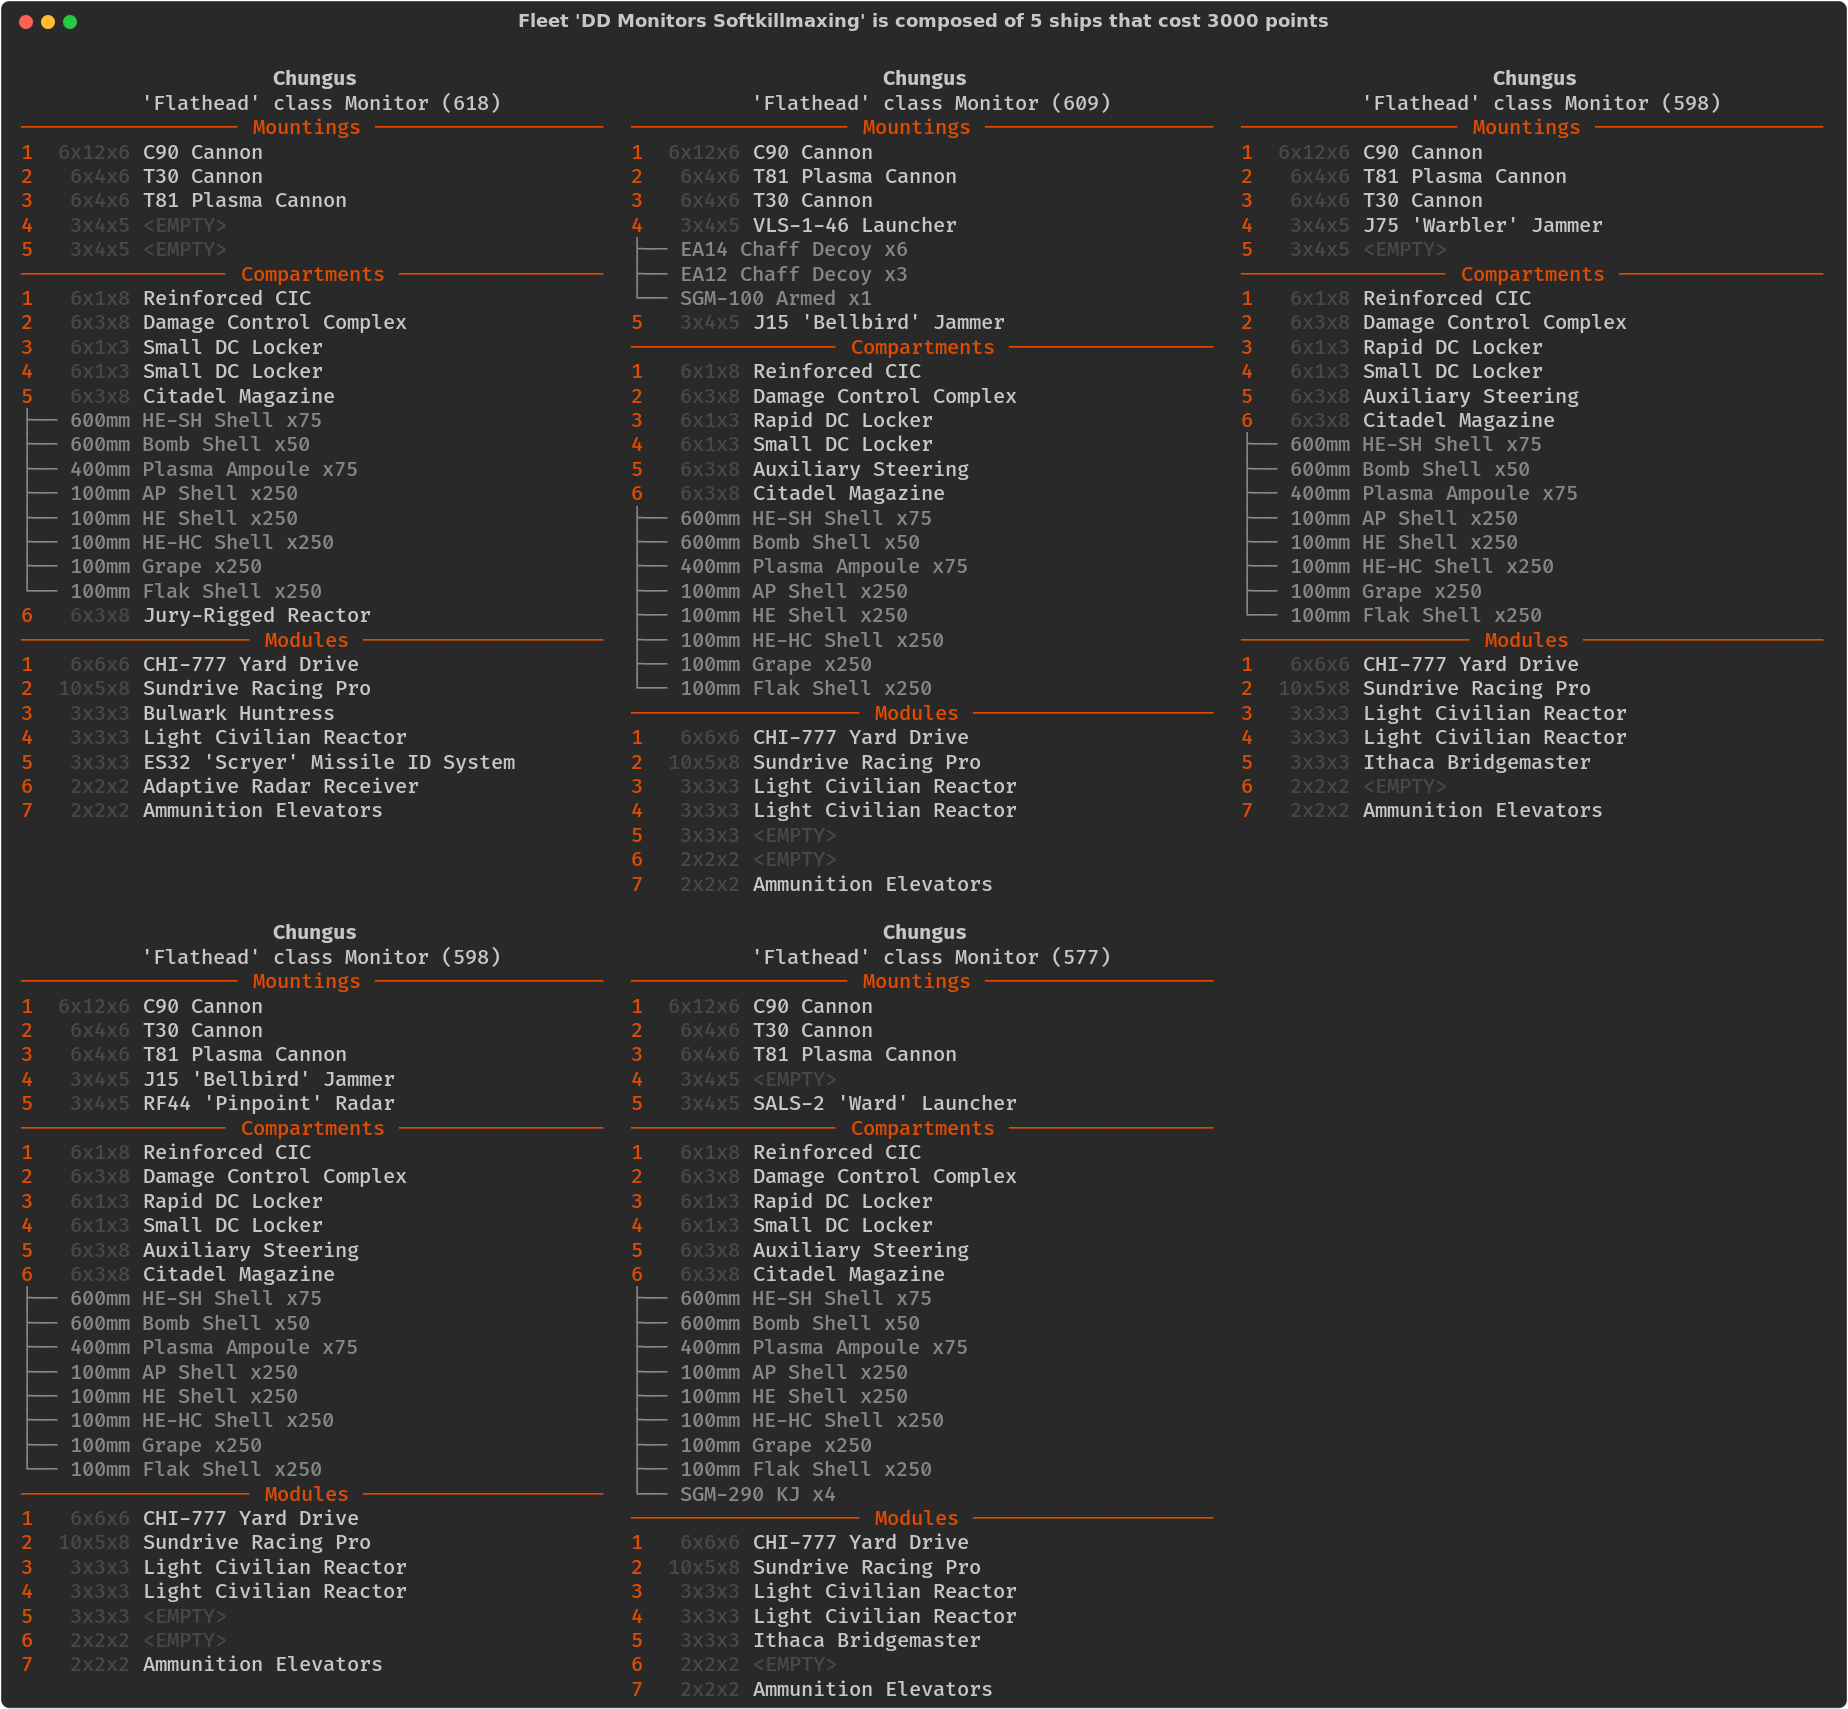 Fleet 'DD Monitors Softkillmaxing' is composed of 5 ships that cost 3000 points
Chungus
'Flathead' class Monitor (618)
Mountings
1 6x12x6 C90 Cannon
2 6x4x6 T30 Cannon
3 6x4x6 T81 Plasma Cannon
4 3x4x5 <EMPTY>
5 3x4x5 <EMPTY>
Compartments
1 6x1x8 Reinforced CIC
2 6x3x8 Damage Control Complex
3 6x1x3 Small DC Locker
4 6x1x3 Small DC Locker
5 6x3x8 Citadel Magazine
600mm HE-SH Shell x75
600mm Bomb Shell x50
400mm Plasma Ampoule x75
100mm AP Shell x250
100mm HE Shell x250
100mm HE-HC Shell x250
100mm Grape x250
100mm Flak Shell x250
6 6x3x8 Jury-Rigged Reactor
Modules
1 6x6x6 CHI-777 Yard Drive
2 10x5x8 Sundrive Racing Pro
3 3x3x3 Bulwark Huntress
4 3x3x3 Light Civilian Reactor
5 3x3x3 ES32 'Scryer' Missile ID System
6 2x2x2 Adaptive Radar Receiver
7 2x2x2 Ammunition Elevators
Chungus
'Flathead' class Monitor (609)
Mountings
1 6x12x6 C90 Cannon
2 6x4x6 T81 Plasma Cannon
3 6x4x6 T30 Cannon
4 3x4x5 VLS-1-46 Launcher
EA14 Chaff Decoy x6
EA12 Chaff Decoy x3
SGM-100 Armed x1
5 3x4x5 J15 'Bellbird' Jammer
Compartments
1 6x1x8 Reinforced CIC
2 6x3x8 Damage Control Complex
3 6x1x3 Rapid DC Locker
4 6x1x3 Small DC Locker
5 6x3x8 Auxiliary Steering
6 6x3x8 Citadel Magazine
600mm HE-SH Shell x75
600mm Bomb Shell x50
400mm Plasma Ampoule x75
100mm AP Shell x250
100mm HE Shell x250
100mm HE-HC Shell x250
100mm Grape x250
100mm Flak Shell x250
Modules
1 6x6x6 CHI-777 Yard Drive
2 10x5x8 Sundrive Racing Pro
3 3x3x3 Light Civilian Reactor
4 3x3x3 Light Civilian Reactor
5 3x3x3 <EMPTY>
6 2x2x2 <EMPTY>
7 2x2x2 Ammunition Elevators
Chungus
'Flathead' class Monitor (598)
Mountings
1 6x12x6 C90 Cannon
2 6x4x6 T81 Plasma Cannon
3 6x4x6 T30 Cannon
4 3x4x5 J75 'Warbler' Jammer
5 3x4x5 <EMPTY>
Compartments
1 6x1x8 Reinforced CIC
2 6x3x8 Damage Control Complex
3 6x1x3 Rapid DC Locker
4 6x1x3 Small DC Locker
5 6x3x8 Auxiliary Steering
6 6x3x8 Citadel Magazine
600mm HE-SH Shell x75
600mm Bomb Shell x50
400mm Plasma Ampoule x75
100mm AP Shell x250
100mm HE Shell x250
100mm HE-HC Shell x250
100mm Grape x250
100mm Flak Shell x250
Modules
1 6x6x6 CHI-777 Yard Drive
2 10x5x8 Sundrive Racing Pro
3 3x3x3 Light Civilian Reactor
4 3x3x3 Light Civilian Reactor
5 3x3x3 Ithaca Bridgemaster
6 2x2x2 <EMPTY>
7 2x2x2 Ammunition Elevators
Chungus
'Flathead' class Monitor (598)
Mountings
1 6x12x6 C90 Cannon
2 6x4x6 T30 Cannon
3 6x4x6 T81 Plasma Cannon
4 3x4x5 J15 'Bellbird' Jammer
5 3x4x5 RF44 'Pinpoint' Radar
Compartments
1 6x1x8 Reinforced CIC
2 6x3x8 Damage Control Complex
3 6x1x3 Rapid DC Locker
4 6x1x3 Small DC Locker
5 6x3x8 Auxiliary Steering
6 6x3x8 Citadel Magazine
600mm HE-SH Shell x75
600mm Bomb Shell x50
400mm Plasma Ampoule x75
100mm AP Shell x250
100mm HE Shell x250
100mm HE-HC Shell x250
100mm Grape x250
100mm Flak Shell x250
Modules
1 6x6x6 CHI-777 Yard Drive
2 10x5x8 Sundrive Racing Pro
3 3x3x3 Light Civilian Reactor
4 3x3x3 Light Civilian Reactor
5 3x3x3 <EMPTY>
6 2x2x2 <EMPTY>
7 2x2x2 Ammunition Elevators
Chungus
'Flathead' class Monitor (577)
Mountings
1 6x12x6 C90 Cannon
2 6x4x6 T30 Cannon
3 6x4x6 T81 Plasma Cannon
4 3x4x5 <EMPTY>
5 3x4x5 SALS-2 'Ward' Launcher
Compartments
1 6x1x8 Reinforced CIC
2 6x3x8 Damage Control Complex
3 6x1x3 Rapid DC Locker
4 6x1x3 Small DC Locker
5 6x3x8 Auxiliary Steering
6 6x3x8 Citadel Magazine
600mm HE-SH Shell x75
600mm Bomb Shell x50
400mm Plasma Ampoule x75
100mm AP Shell x250
100mm HE Shell x250
100mm HE-HC Shell x250
100mm Grape x250
100mm Flak Shell x250
SGM-290 KJ x4
Modules
1 6x6x6 CHI-777 Yard Drive
2 10x5x8 Sundrive Racing Pro
3 3x3x3 Light Civilian Reactor
4 3x3x3 Light Civilian Reactor
5 3x3x3 Ithaca Bridgemaster
6 2x2x2 <EMPTY>
7 2x2x2 Ammunition Elevators